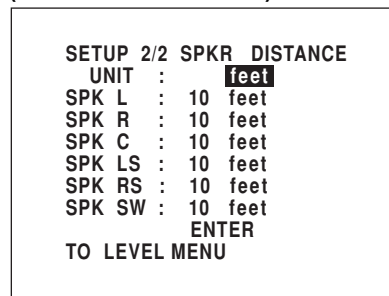 SETUP 2/2 SPKR DISTANCE
UNIT : feet
SPK L : 10 feet
SPK R : 10 feet
SPK C : 10 feet
SPK LS : 10 feet
SPK RS : 10 feet
SPK SW : 10 feet
ENTER
TO LEVEL MENU